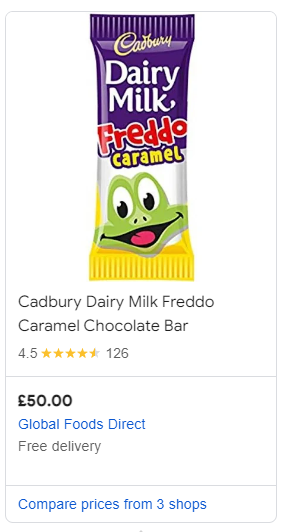 Cadbury
Dairy
Milk
Freddo
caramel
Cadbury Dairy Milk Freddo
Caramel Chocolate Bar
4.5 ★★★★⯨ 126
£50.00
Global Foods Direct
Free delivery
Compare prices from 3 shops